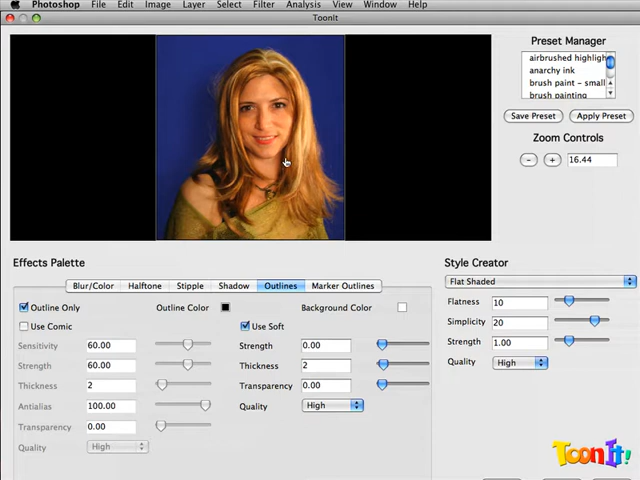 Photoshop File Edit Image Layer Select Filter Analysis View Window Help
ToonIt
Preset Manager
airbrushed highligh
anarchy ink
brush paint - small
brush painting
Save Preset Apply Preset
Zoom Controls
- + 16.44
Effects Palette
Blur/Color Halftone Stipple Shadow Outlines Marker Outlines
Outline Only Outline Color Background Color
Use Comic Use Soft
Sensitivity 60.00 Strength 0.00
Strength 60.00 Thickness 2
Thickness 2 Transparency 0.00
Antialias 100.00 Quality High
Transparency 0.00
Quality High
Style Creator
Flat Shaded
Flatness 10
Simplicity 20
Strength 1.00
Quality High
ToonIt!